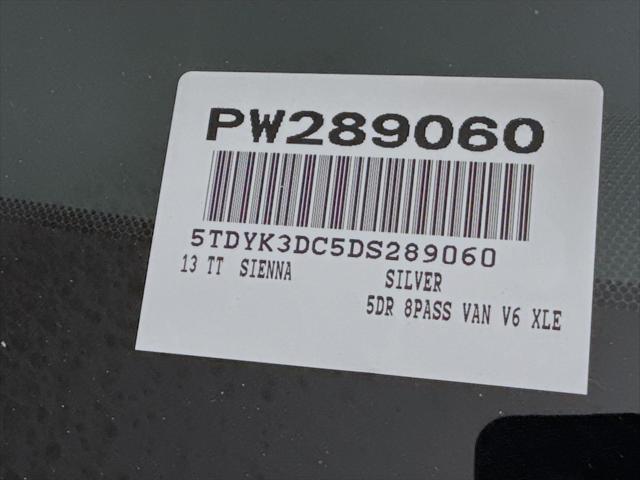 PW289060
5TDYK3DC5DS289060
13 TT SIENNA SILVER
5DR 8PASS VAN V6 XLE